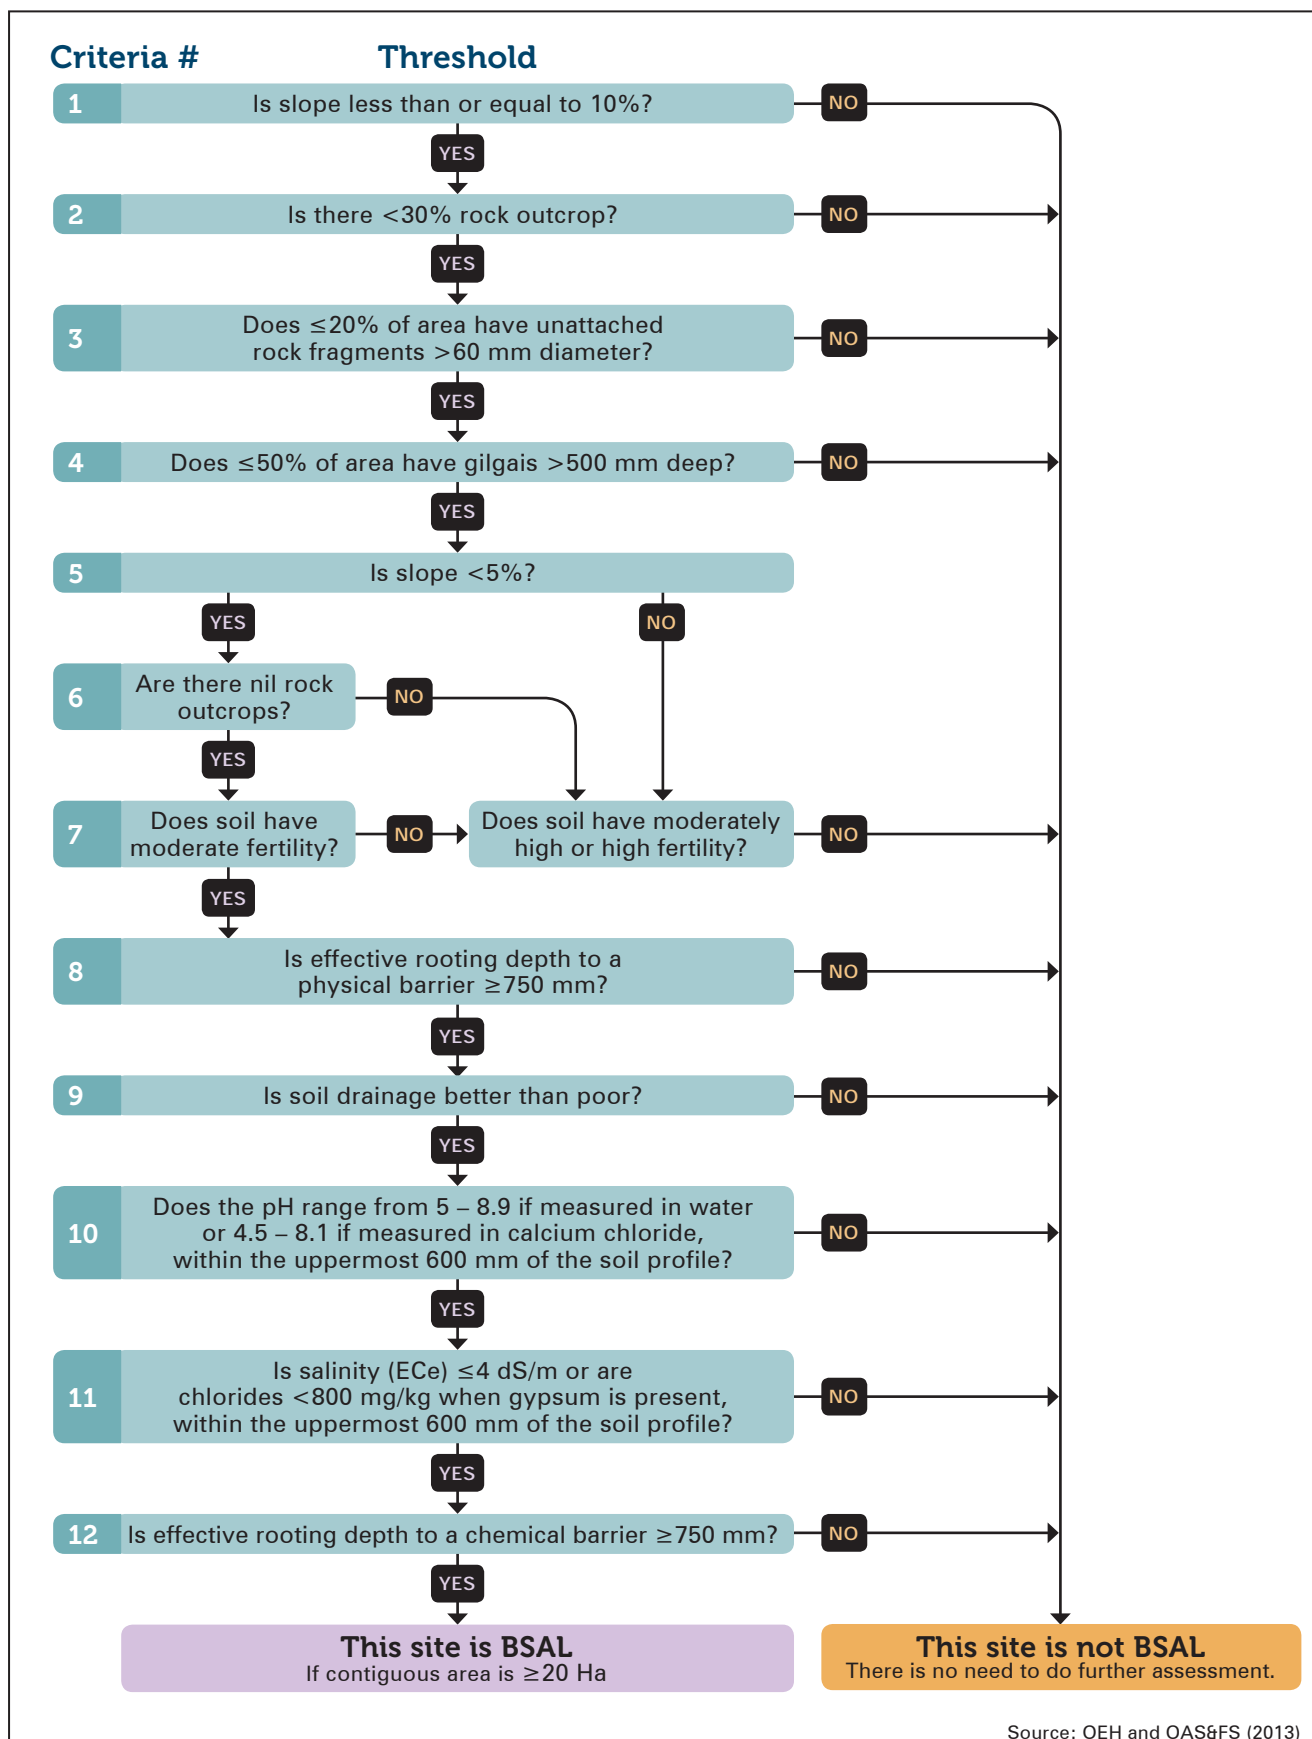 Criteria # Threshold
1 Is slope less than or equal to 10%? NO
YES
2 Is there <30% rock outcrop? NO
YES
3 Does ≤20% of area have unattached
rock fragments >60 mm diameter? NO
YES
4 Does ≤50% of area have gilgais >500 mm deep? NO
YES
5 Is slope <5%?
YES NO
6 Are there nil rock
outcrops? NO
YES
7 Does soil have
moderate fertility? NO
Does soil have moderately
high or high fertility? NO
YES
8 Is effective rooting depth to a
physical barrier ≥750 mm? NO
YES
9 Is soil drainage better than poor? NO
YES
10 Does the pH range from 5 – 8.9 if measured in water
or 4.5 – 8.1 if measured in calcium chloride,
within the uppermost 600 mm of the soil profile? NO
YES
11 Is salinity (ECe) ≤4 dS/m or are
chlorides <800 mg/kg when gypsum is present,
within the uppermost 600 mm of the soil profile? NO
YES
12 Is effective rooting depth to a chemical barrier ≥750 mm? NO
YES
This site is BSAL
If contiguous area is ≥20 Ha
This site is not BSAL
There is no need to do further assessment.
Source: OEH and OAS&FS (2013)